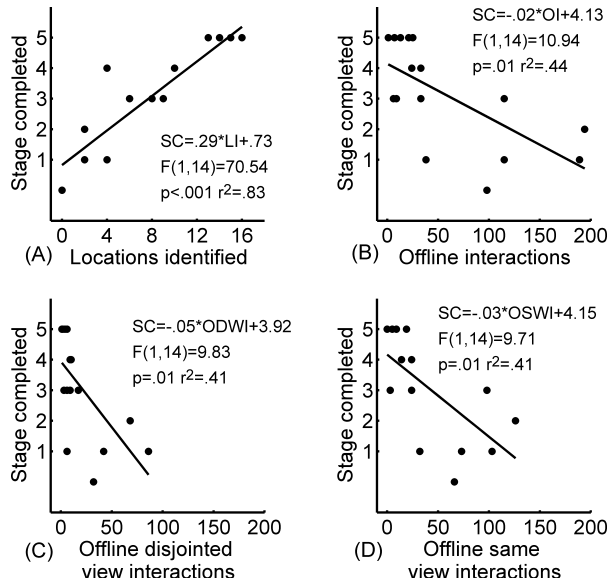 Stage completed
5
4
3
2
1
SC=.29*LI+.73
F(1,14)=70.54
p<.001 r²=.83
0 4 8 12 16
(A) Locations identified
Stage completed
5
4
3
2
1
SC=-.02*OI+4.13
F(1,14)=10.94
p=.01 r²=.44
0 50 100 150 200
(B) Offline interactions
Stage completed
5
4
3
2
1
SC=-.05*ODWI+3.92
F(1,14)=9.83
p=.01 r²=.41
0 50 100 150 200
(C) Offline disjointed
view interactions
Stage completed
5
4
3
2
1
SC=-.03*OSWI+4.15
F(1,14)=9.71
p=.01 r²=.41
0 50 100 150 200
(D) Offline same
view interactions